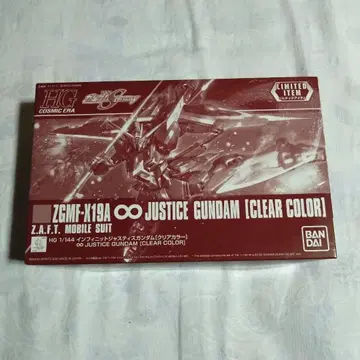 HG
COSMIC ERA
LIMITED
ITEM
ZGMF-X19A ∞ JUSTICE GUNDAM [CLEAR COLOR]
Z.A.F.T. MOBILE SUIT
HG 1/144 インフィニットジャスティスガンダム[クリアカラー]
∞ JUSTICE GUNDAM [CLEAR COLOR]
BAN
DAI